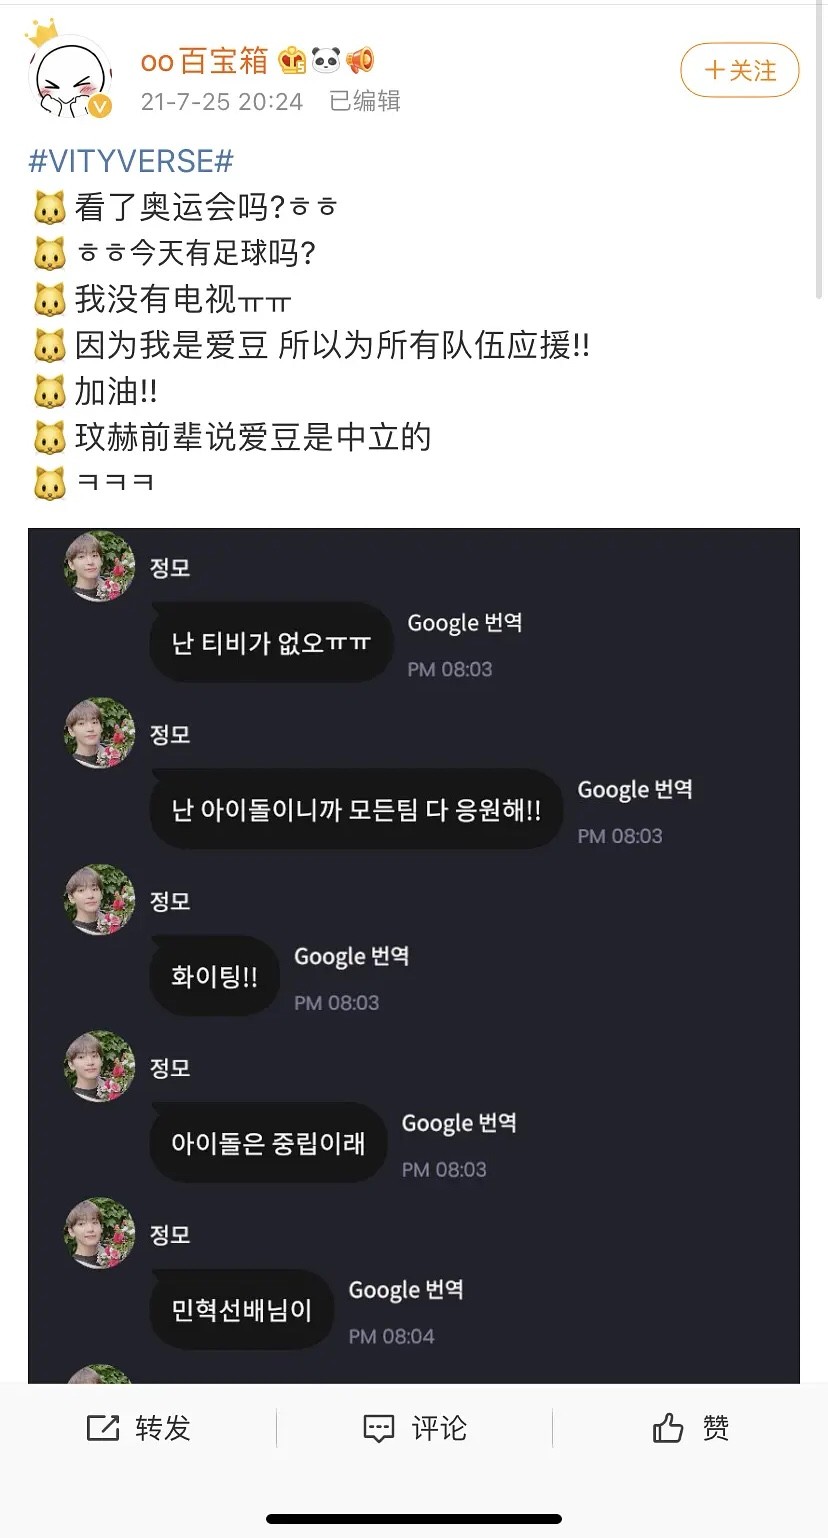 oo百宝箱
21-7-25 20:24 已编辑
＋关注
#VITYVERSE#
看了奥运会吗?ㅎㅎ
ㅎㅎ今天有足球吗?
我没有电视ㅠㅠ
因为我是爱豆 所以为所有队伍应援!!
加油!!
玟赫前辈说爱豆是中立的
ㅋㅋㅋ
정모
난 티비가 없오ㅠㅠ
Google 번역
PM 08:03
정모
난 아이돌이니까 모든팀 다 응원해!!
Google 번역
PM 08:03
정모
화이팅!!
Google 번역
PM 08:03
정모
아이돌은 중립이래
Google 번역
PM 08:03
정모
민혁선배님이
Google 번역
PM 08:04
转发
评论
赞